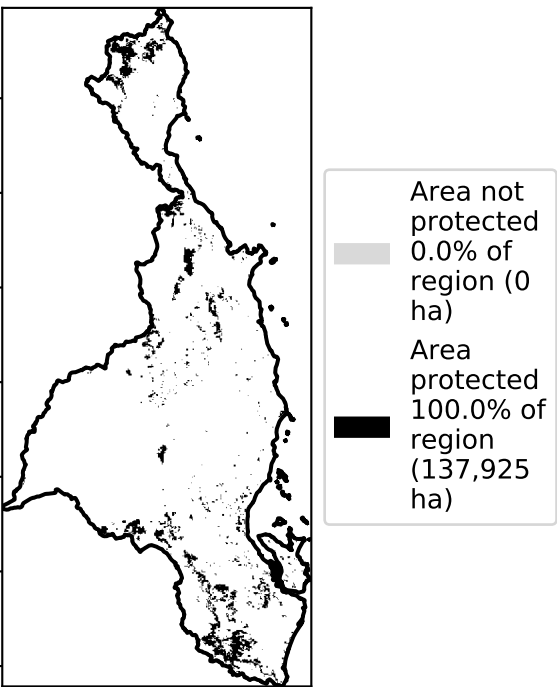 Area not
protected
0.0% of
region (0
ha)
Area
protected
100.0% of
region
(137,925
ha)